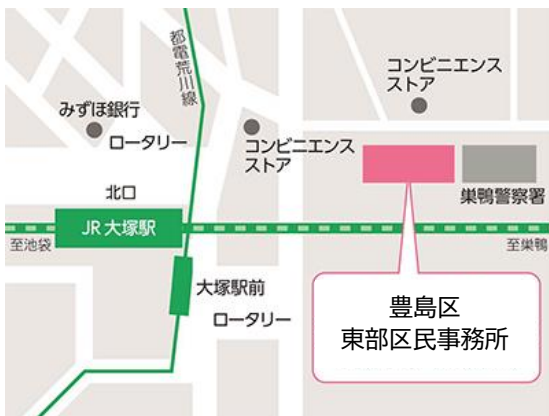 都電荒川線
コンビニエンス
ストア
みずほ銀行
ロータリー
コンビニエンス
ストア
北口
巣鴨警察署
JR 大塚駅
至池袋
至巣鴨
大塚駅前
ロータリー
豊島区
東部区民事務所